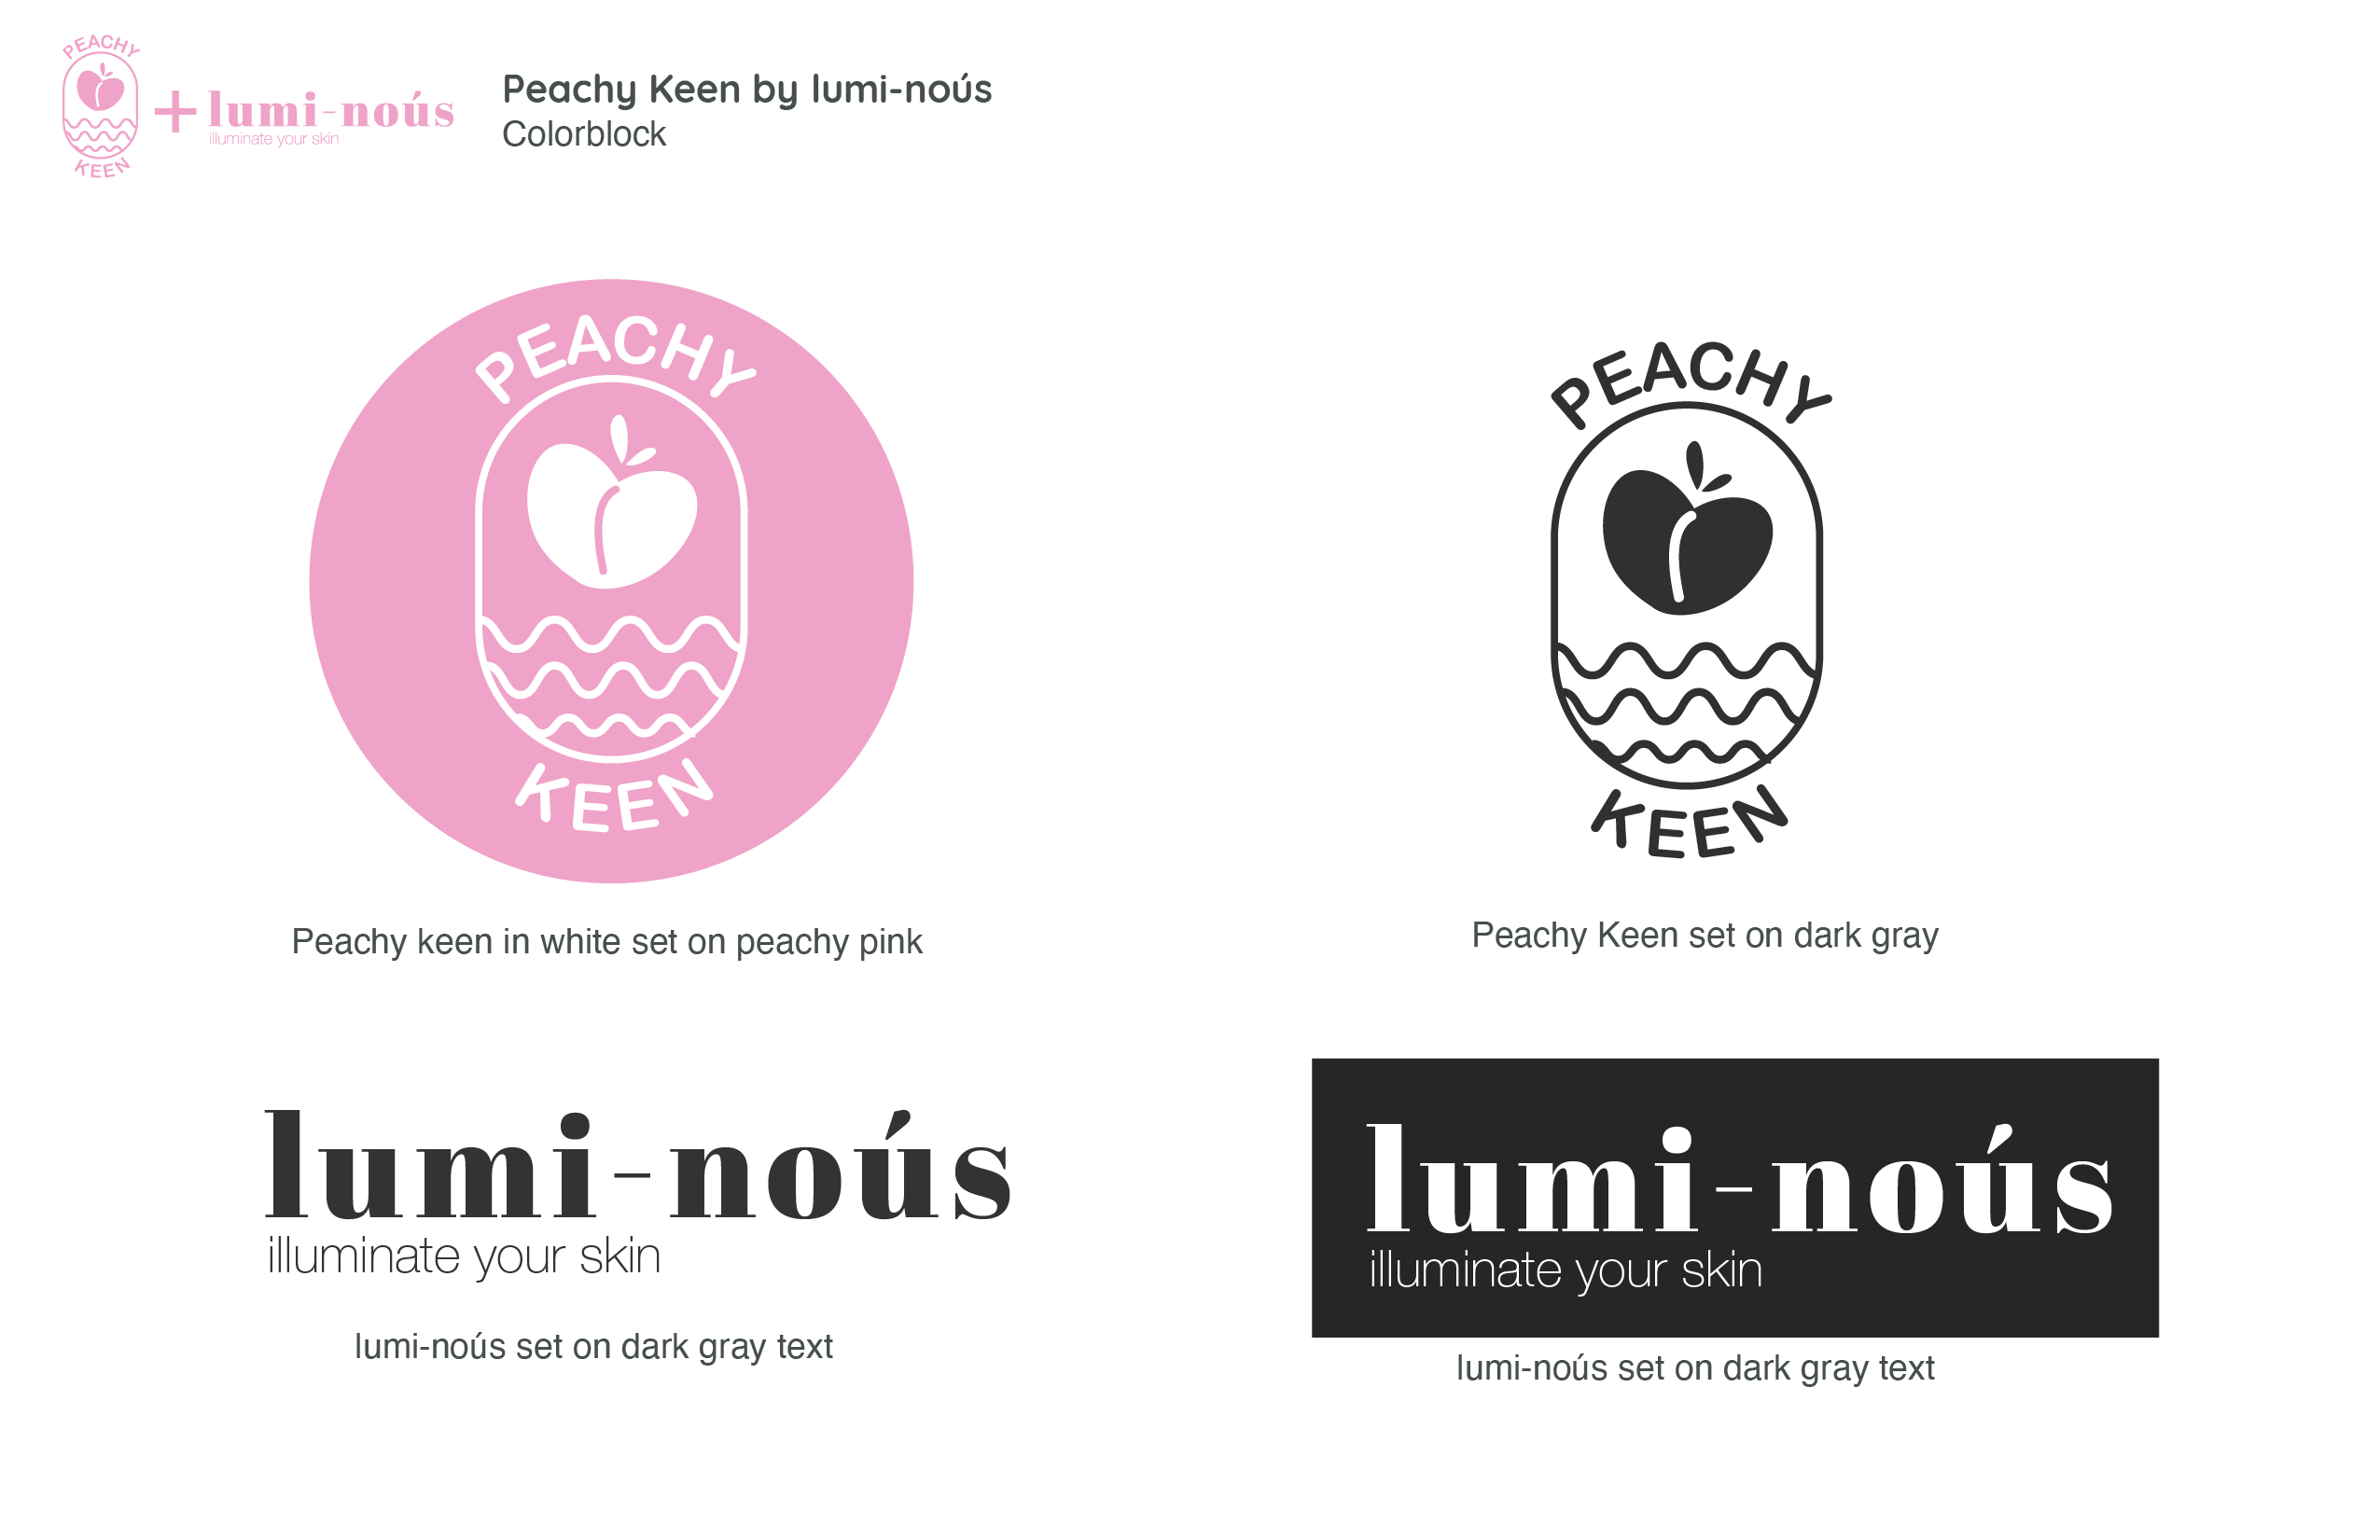 PEACHY
KEEN
+ lumi-noús
illuminate your skin
Peachy Keen by lumi-noús
Colorblock
PEACHY
KEEN
Peachy keen in white set on peachy pink
PEACHY
KEEN
Peachy Keen set on dark gray
lumi-noús
illuminate your skin
lumi-noús set on dark gray text
lumi-noús
illuminate your skin
lumi-noús set on dark gray text